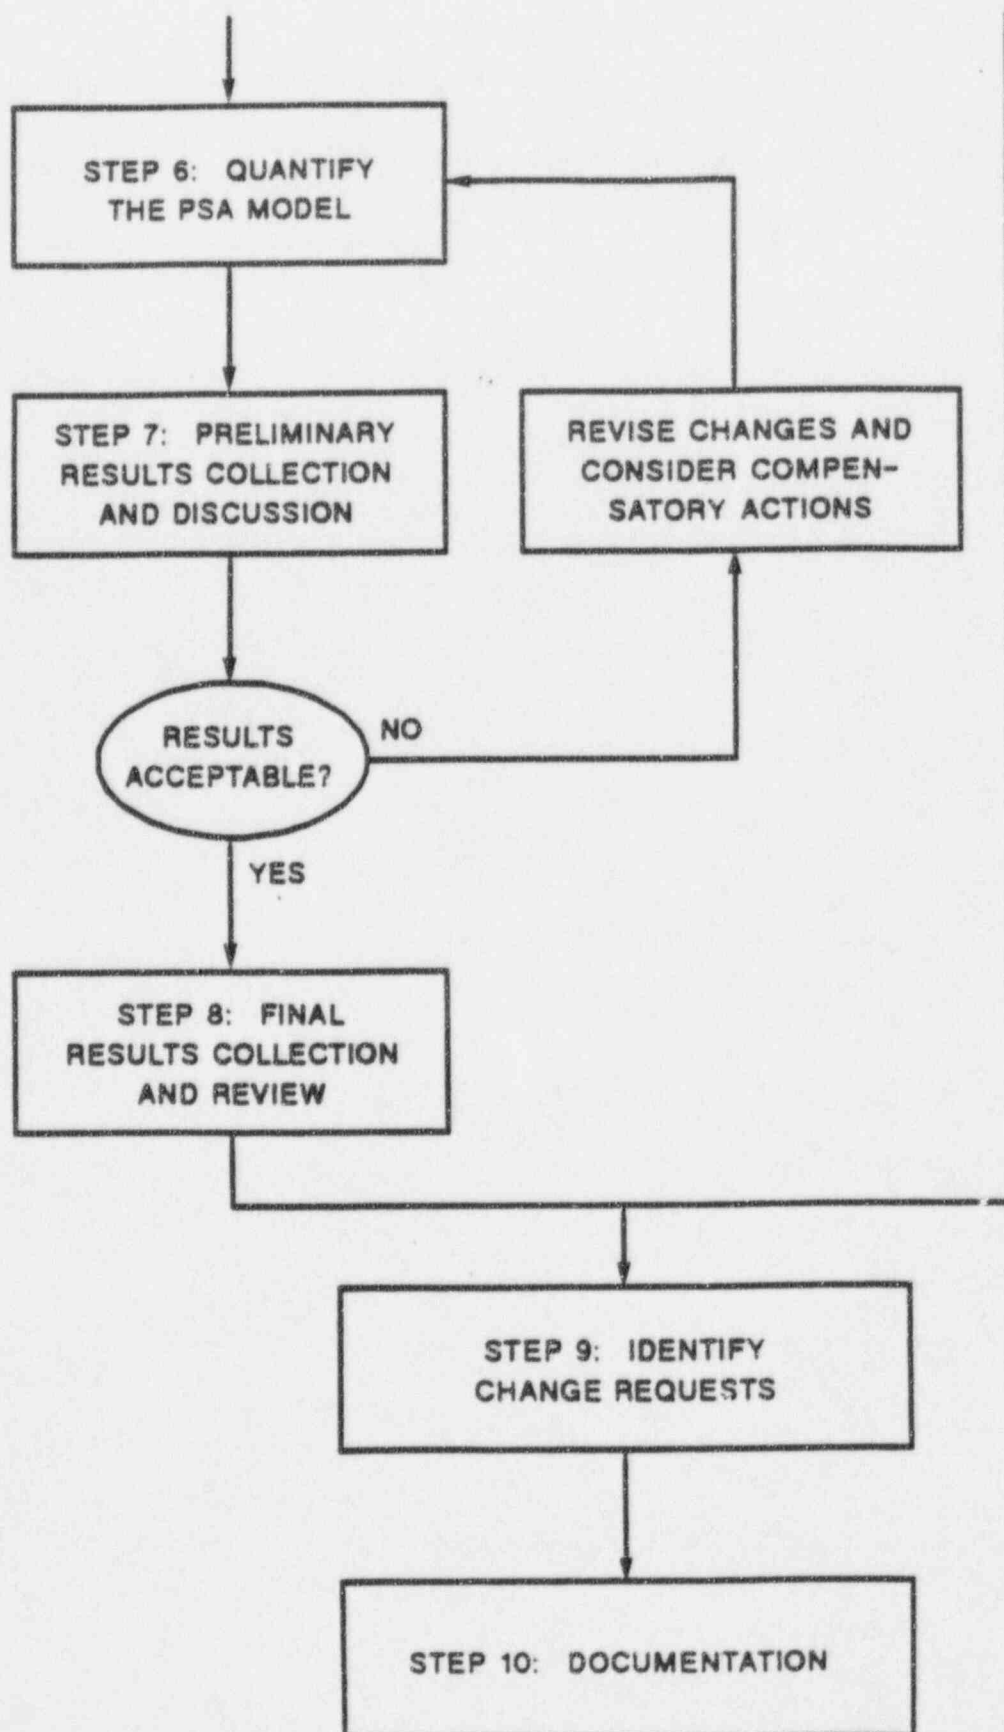 STEP 6: QUANTIFY
THE PSA MODEL
STEP 7: PRELIMINARY
RESULTS COLLECTION
AND DISCUSSION
REVISE CHANGES AND
CONSIDER COMPEN-
SATORY ACTIONS
RESULTS
ACCEPTABLE?
NO
YES
STEP 8: FINAL
RESULTS COLLECTION
AND REVIEW
STEP 9: IDENTIFY
CHANGE REQUESTS
STEP 10: DOCUMENTATION